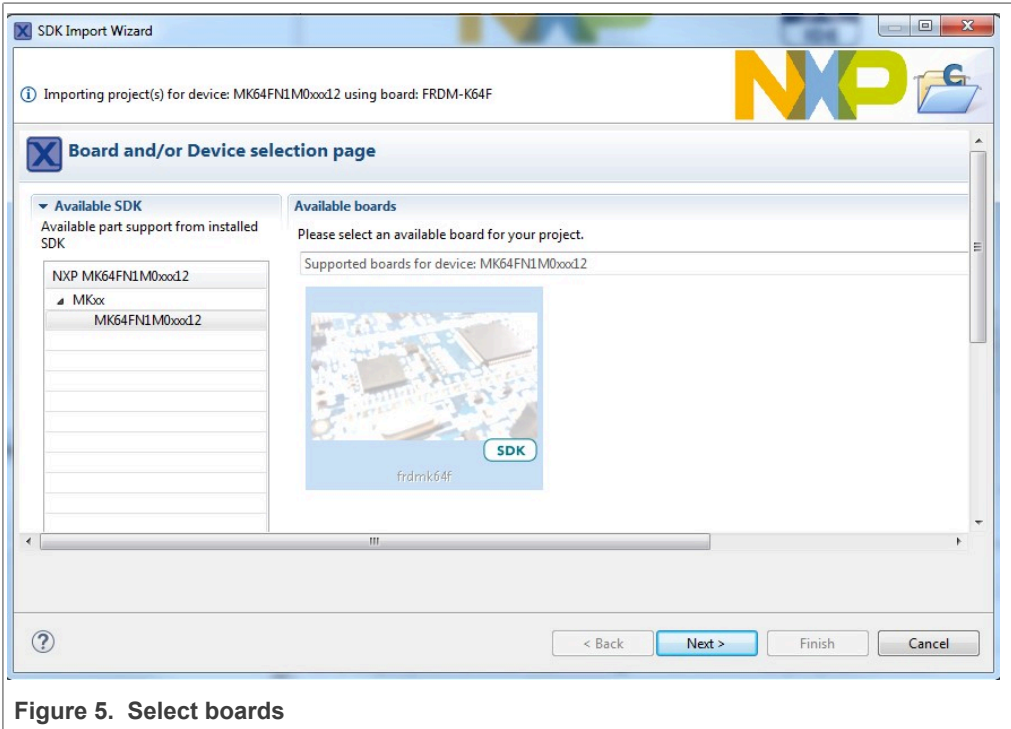 SDK Import Wizard
Importing project(s) for device: MK64FN1M0xxx12 using board: FRDM-K64F
NXP
C
X
Board and/or Device selection page
Available SDK
Available part support from installed
SDK
NXP MK64FN1M0xxx12
MKxx
MK64FN1M0xxx12
Available boards
Please select an available board for your project.
Supported boards for device: MK64FN1M0xxx12
SDK
frdmk64f
?
< Back
Next >
Finish
Cancel
Figure 5. Select boards